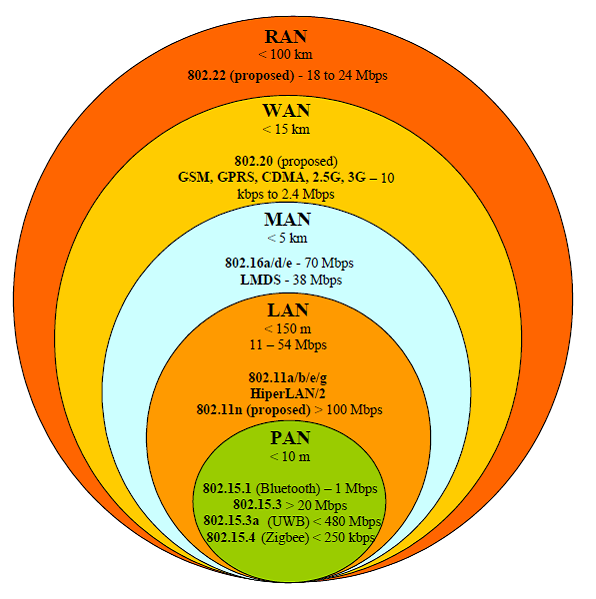 RAN
< 100 km
802.22 (proposed) - 18 to 24 Mbps
WAN
< 15 km
802.20 (proposed)
GSM, GPRS, CDMA, 2.5G, 3G – 10
kbps to 2.4 Mbps
MAN
< 5 km
802.16a/d/e - 70 Mbps
LMDS - 38 Mbps
LAN
< 150 m
11 – 54 Mbps
802.11a/b/e/g
HiperLAN/2
802.11n (proposed) > 100 Mbps
PAN
< 10 m
802.15.1 (Bluetooth) – 1 Mbps
802.15.3 > 20 Mbps
802.15.3a (UWB) < 480 Mbps
802.15.4 (Zigbee) < 250 kbps